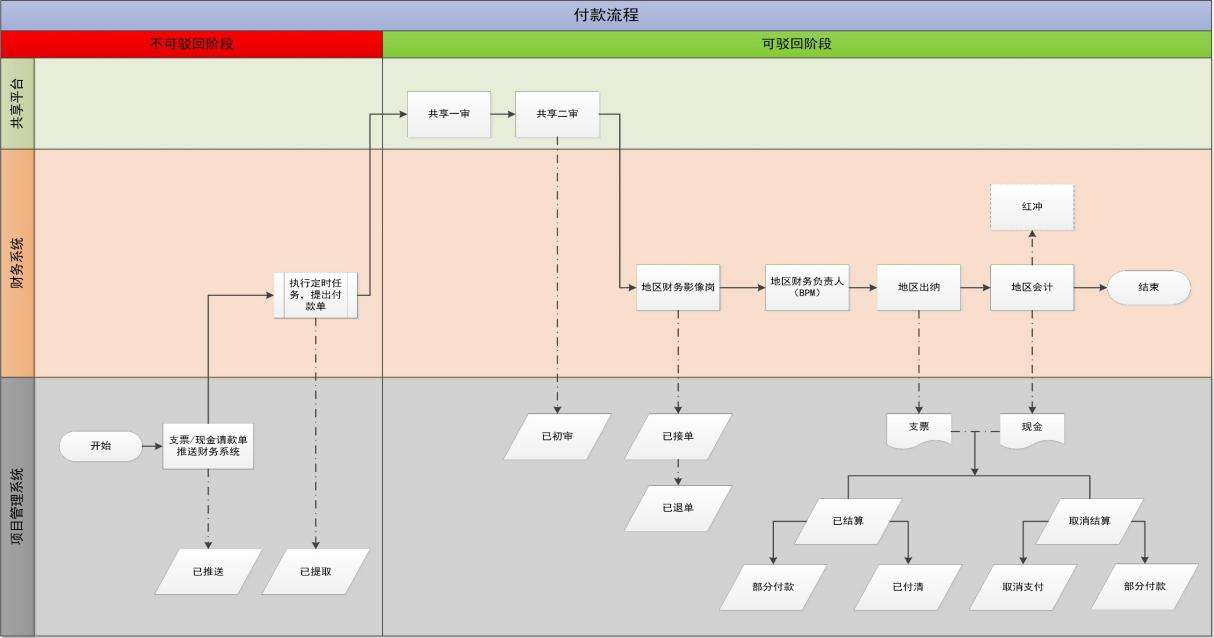 付款流程
不可驳回阶段
可驳回阶段
共享平台
共享一审
共享二审
财务系统
执行定时任
务，提出付
款单
红冲
地区财务影像岗
地区财务负责人
（BPM）
地区出纳
地区会计
结束
项目管理系统
开始
支票/现金请款单
推送财务系统
已初审
已接单
支票
现金
已退单
已结算
取消结算
已推送
已提取
部分付款
已付清
取消支付
部分付款